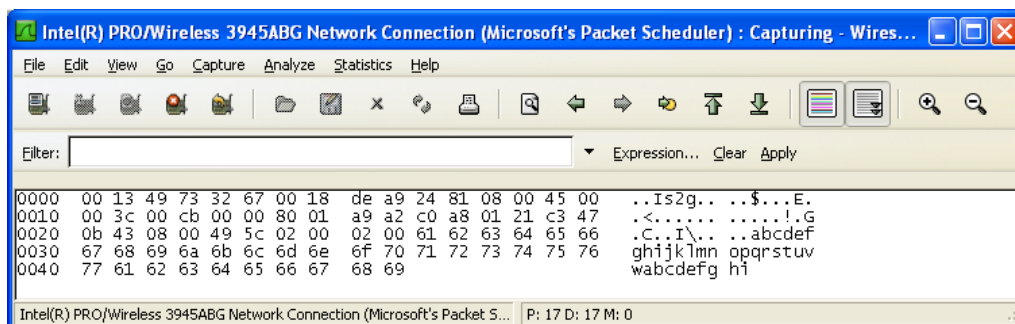 Intel(R) PRO/Wireless 3945ABG Network Connection (Microsoft's Packet Scheduler) : Capturing - Wires...
File Edit View Go Capture Analyze Statistics Help
Filter: Expression... Clear Apply
0000 00 13 49 73 32 67 00 18 de a9 24 81 08 00 45 00 ..Is2g.. ..$...E.
0010 00 3c 00 cb 00 00 80 01 a9 a2 c0 a8 01 21 c3 47 .<...... .....!.G
0020 0b 43 08 00 49 5c 02 00 02 00 61 62 63 64 65 66 .C..I\.. ..abcdef
0030 67 68 69 6a 6b 6c 6d 6e 6f 70 71 72 73 74 75 76 ghijklmn opqrstuv
0040 77 61 62 63 64 65 66 67 68 69 wabcdefg hi
Intel(R) PRO/Wireless 3945ABG Network Connection (Microsoft's Packet S... P: 17 D: 17 M: 0